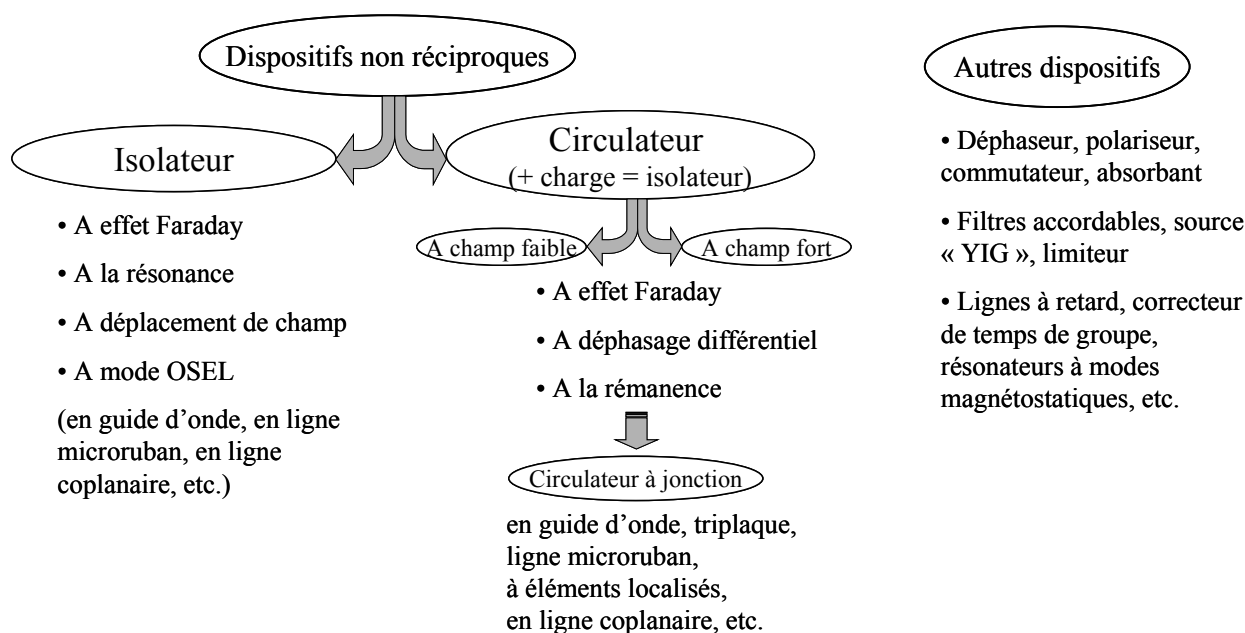 Dispositifs non réciproques
Isolateur
• A effet Faraday
• A la résonance
• A déplacement de champ
• A mode OSEL
(en guide d’onde, en ligne
microruban, en ligne
coplanaire, etc.)
Circulateur
(+ charge = isolateur)
A champ faible
A champ fort
• A effet Faraday
• A déphasage différentiel
• A la rémanence
Circulateur à jonction
en guide d’onde, triplaque,
ligne microruban,
à éléments localisés,
en ligne coplanaire, etc.
Autres dispositifs
• Déphaseur, polariseur,
commutateur, absorbant
• Filtres accordables, source
« YIG », limiteur
• Lignes à retard, correcteur
de temps de groupe,
résonateurs à modes
magnétostatiques, etc.